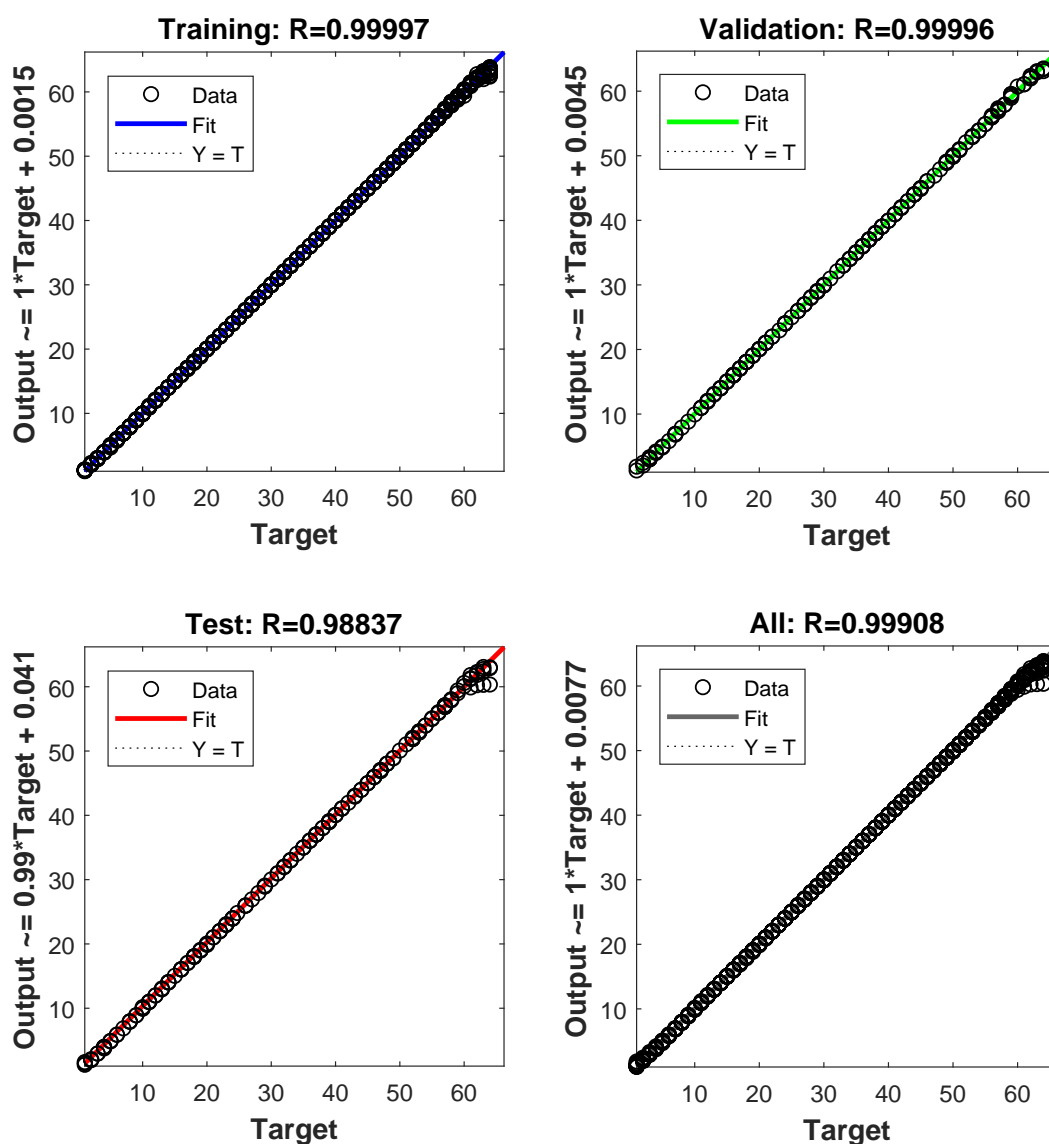 Training: R=0.99997
Output ~= 1*Target + 0.0015
Data
Fit
Y = T
60
50
40
30
20
10
10 20 30 40 50 60
Target
Validation: R=0.99996
Output ~= 1*Target + 0.0045
Data
Fit
Y = T
60
50
40
30
20
10
10 20 30 40 50 60
Target
Test: R=0.98837
Output ~= 0.99*Target + 0.041
Data
Fit
Y = T
60
50
40
30
20
10
10 20 30 40 50 60
Target
All: R=0.99908
Output ~= 1*Target + 0.0077
Data
Fit
Y = T
60
50
40
30
20
10
10 20 30 40 50 60
Target